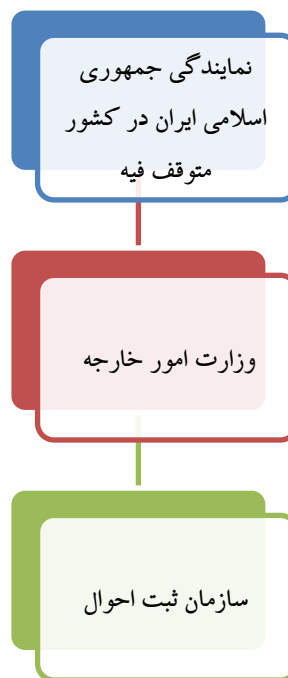 نمایندگی جمهوری
اسلامی ایران در کشور
متوقف فیه
وزارت امور خارجه
سازمان ثبت احوال